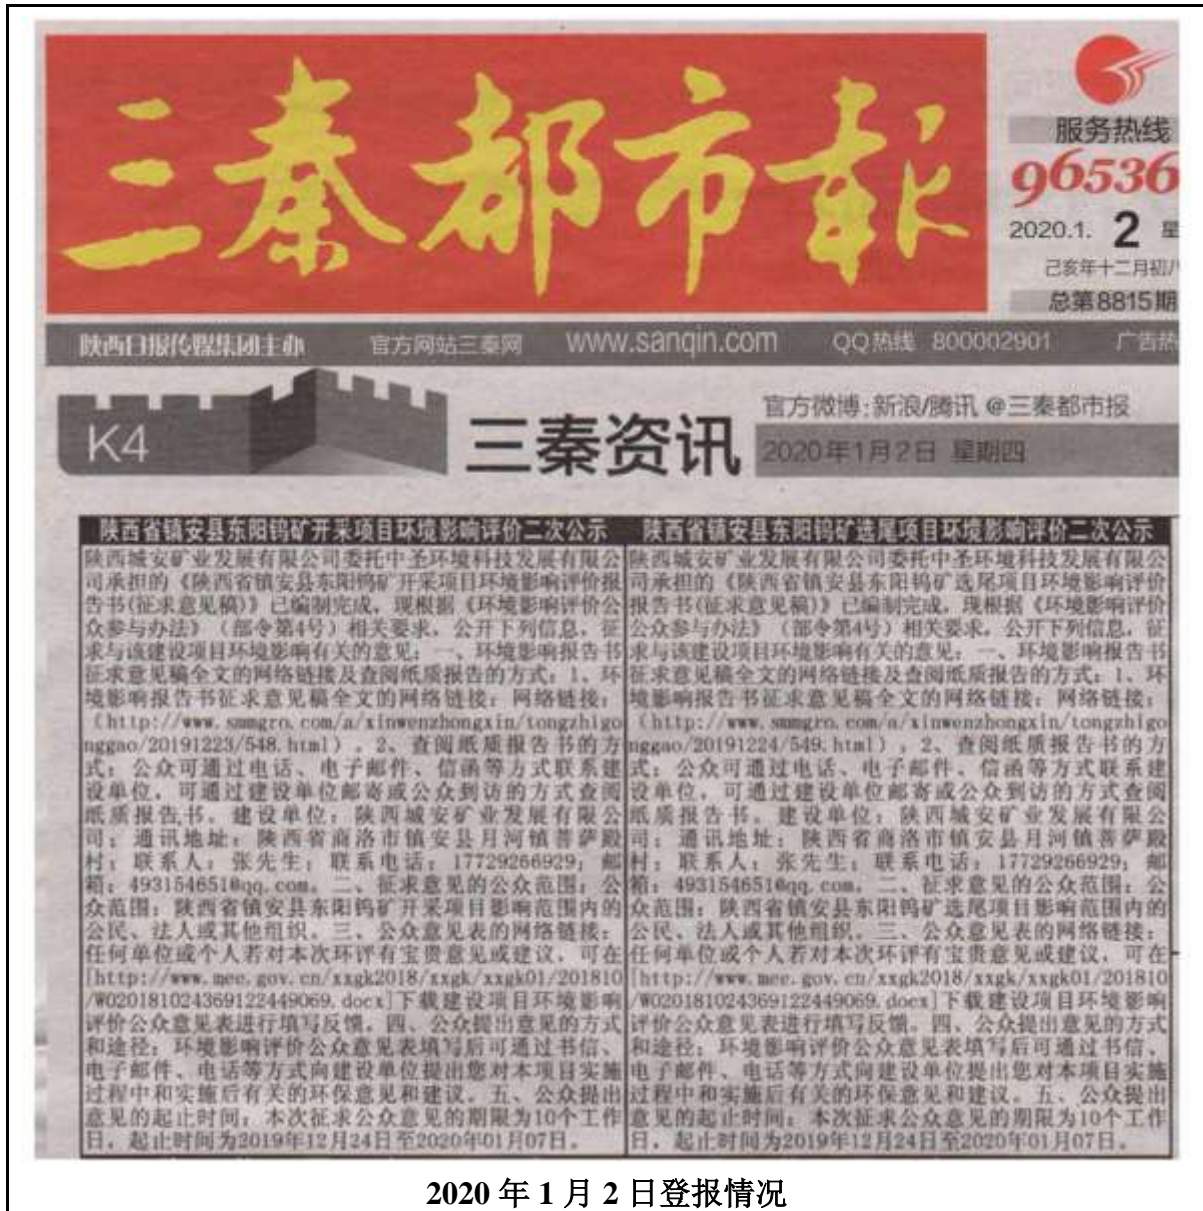 三秦都市报
服务热线
96536
2020.1. 2 星
己亥年十二月初八
总第8815期
陕西日报传媒集团主办 官方网站三秦网 www.sanqin.com QQ热线 800002901 广告热
K4
三秦资讯
官方微博:新浪/腾讯 @三秦都市报
2020年1月2日 星期四
陕西省镇安县东阳钨矿开采项目环境影响评价二次公示
陕西城安矿业发展有限公司委托中圣环境科技发展有限公
司承担的《陕西省镇安县东阳钨矿开采项目环境影响评价报
告书(征求意见稿)》已编制完成，现根据《环境影响评价公
众参与办法》（部令第4号）相关要求，公开下列信息，征
求与该建设项目环境影响有关的意见：一、环境影响报告书
征求意见稿全文的网络链接及查阅纸质报告的方式：1、环
境影响报告书征求意见稿全文的网络链接：网络链接：
（http://www.smmgro.com/a/xinwenzhongxin/tongzhigo
nggao/20191223/548.html）。2、查阅纸质报告书的方
式：公众可通过电话、电子邮件、信函等方式联系建
设单位，可通过建设单位邮寄或公众到访的方式查阅
纸质报告书。建设单位：陕西城安矿业发展有限公
司；通讯地址：陕西省商洛市镇安县月河镇菩萨殿
村；联系人：张先生；联系电话：17729266929；邮
箱：493154651@qq.com。二、征求意见的公众范围：公
众范围：陕西省镇安县东阳钨矿开采项目影响范围内的
公民、法人或其他组织。三、公众意见表的网络链接：
任何单位或个人若对本次环评有宝贵意见或建议，可在
[http://www.mee.gov.cn/xxgk2018/xxgk/xxgk01/201810
/W020181024369122449069.docx]下载建设项目环境影响
评价公众意见表进行填写反馈。四、公众提出意见的方式
和途径：环境影响评价公众意见表填写后可通过书信、
电子邮件、电话等方式向建设单位提出您对本项目实施
过程中和实施后有关的环保意见和建议。五、公众提出
意见的起止时间：本次征求公众意见的期限为10个工作
日，起止时间为2019年12月24日至2020年01月07日。
陕西省镇安县东阳钨矿选尾项目环境影响评价二次公示
陕西城安矿业发展有限公司委托中圣环境科技发展有限公
司承担的《陕西省镇安县东阳钨矿选尾项目环境影响评价
报告书(征求意见稿)》已编制完成，现根据《环境影响评价
公众参与办法》（部令第4号）相关要求，公开下列信息，征
求与该建设项目环境影响有关的意见：一、环境影响报告书
征求意见稿全文的网络链接及查阅纸质报告的方式：1、环
境影响报告书征求意见稿全文的网络链接：网络链接：
（http://www.smmgro.com/a/xinwenzhongxin/tongzhigo
nggao/20191224/549.html）。2、查阅纸质报告书的方
式：公众可通过电话、电子邮件、信函等方式联系建
设单位，可通过建设单位邮寄或公众到访的方式查阅
纸质报告书。建设单位：陕西城安矿业发展有限公
司；通讯地址：陕西省商洛市镇安县月河镇菩萨殿
村；联系人：张先生；联系电话：17729266929；邮
箱：493154651@qq.com。二、征求意见的公众范围：公
众范围：陕西省镇安县东阳钨矿选尾项目影响范围内的
公民、法人或其他组织。三、公众意见表的网络链接：
任何单位或个人若对本次环评有宝贵意见或建议，可在
[http://www.mee.gov.cn/xxgk2018/xxgk/xxgk01/201810
/W020181024369122449069.docx]下载建设项目环境影响
评价公众意见表进行填写反馈。四、公众提出意见的方式
和途径：环境影响评价公众意见表填写后可通过书信、
电子邮件、电话等方式向建设单位提出您对本项目实施
过程中和实施后有关的环保意见和建议。五、公众提出
意见的起止时间：本次征求公众意见的期限为10个工作
日，起止时间为2019年12月24日至2020年01月07日。
2020 年 1 月 2 日登报情况